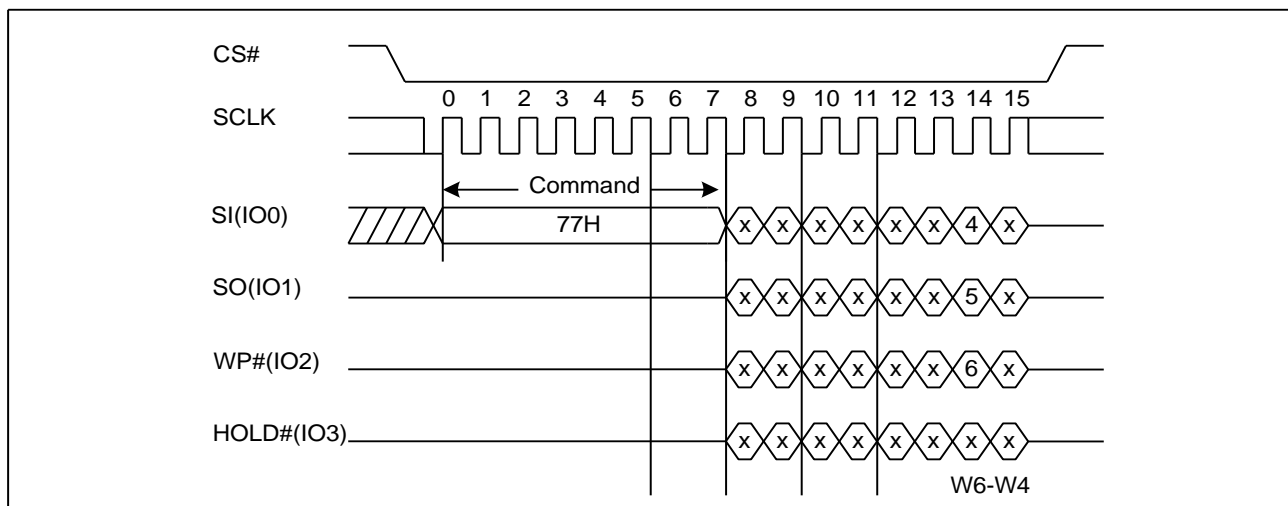 CS#
0 1 2 3 4 5 6 7 8 9 10 11 12 13 14 15
SCLK
Command
SI(IO0)
77H
x x x x x x 4 x
SO(IO1)
x x x x x x 5 x
WP#(IO2)
x x x x x x 6 x
HOLD#(IO3)
x x x x x x x x
W6-W4